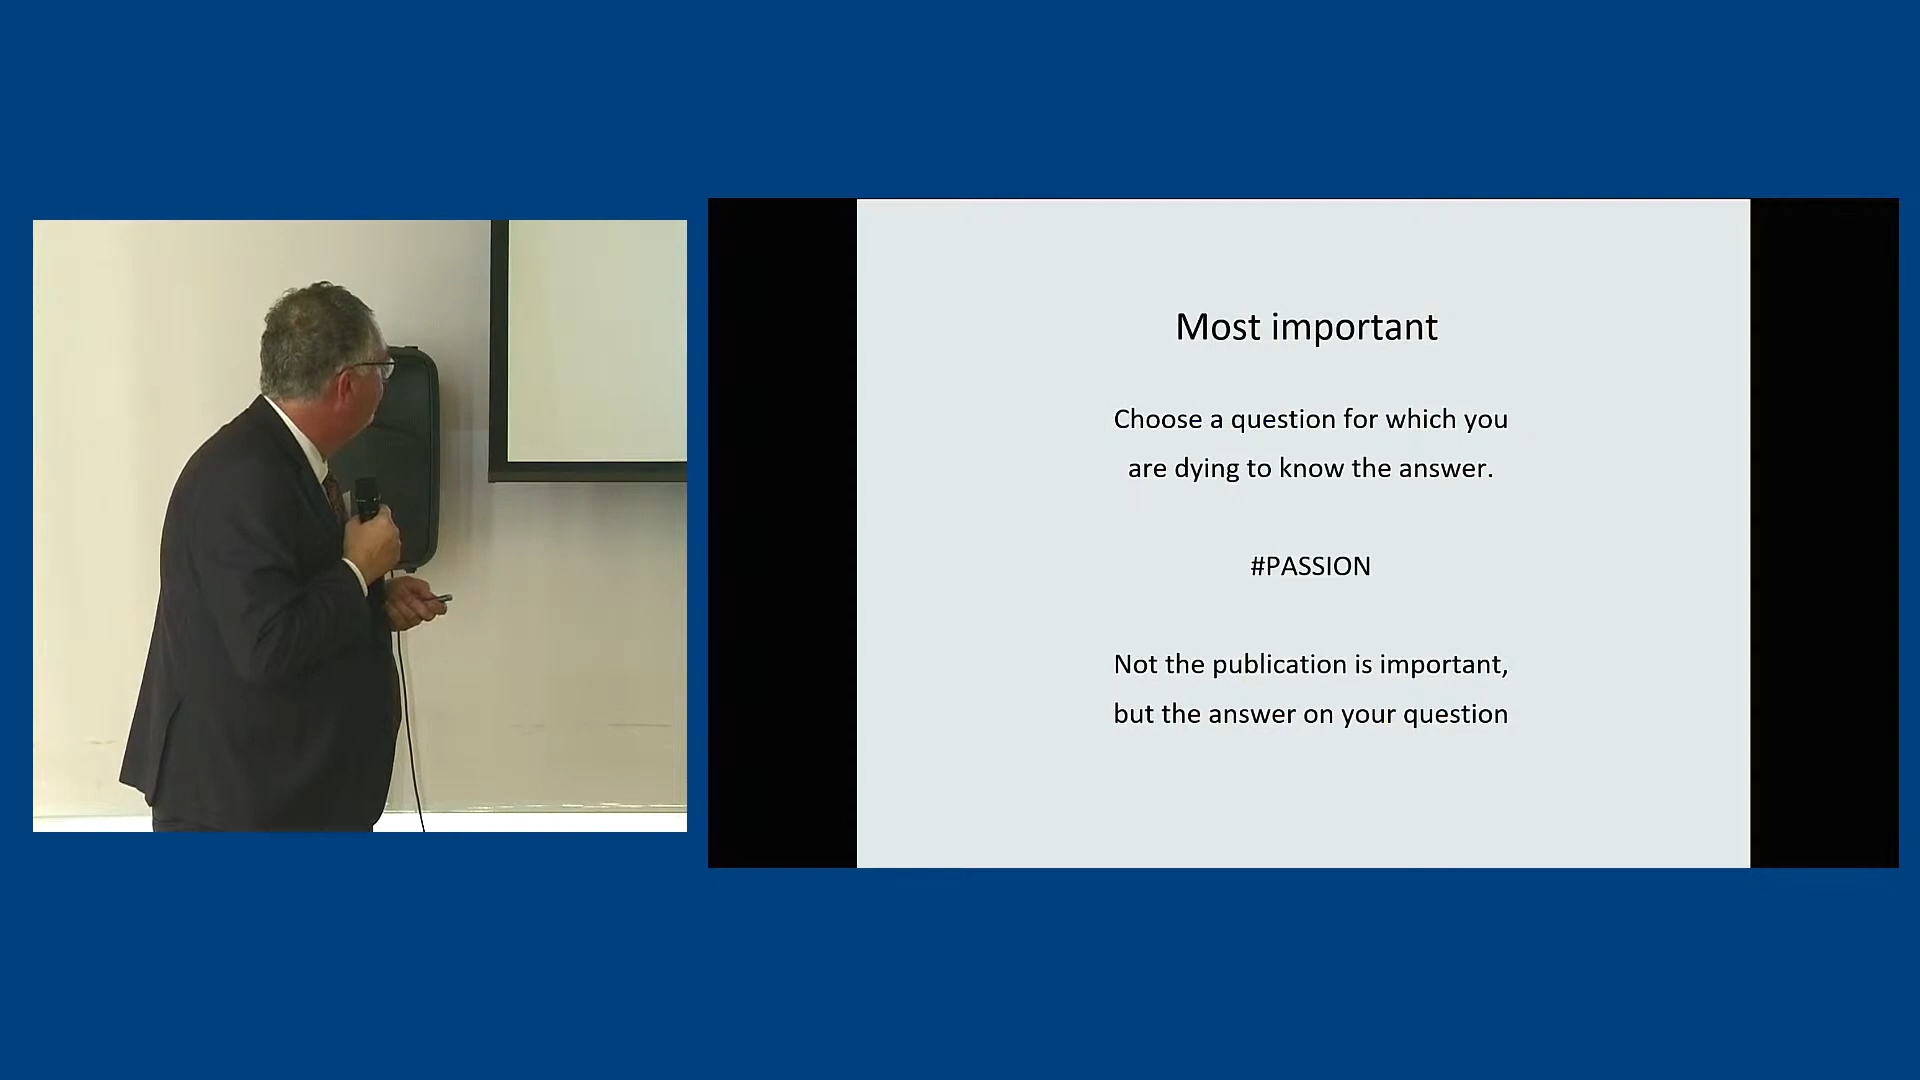 Most important
Choose a question for which you
are dying to know the answer.
#PASSION
Not the publication is important,
but the answer on your question